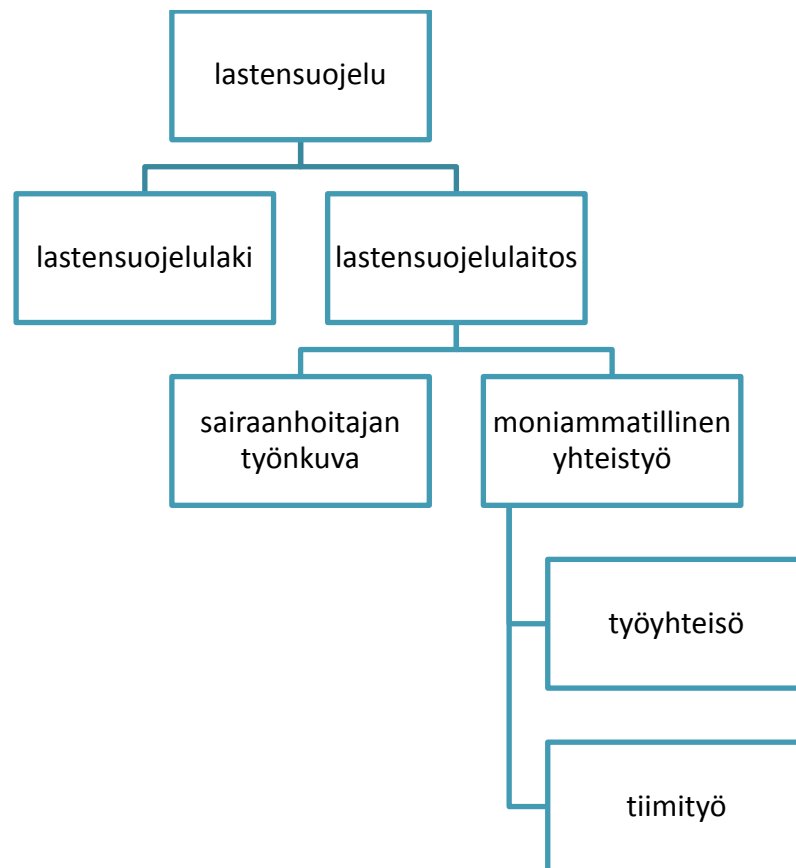 lastensuojelu
lastensuojelulaki
lastensuojelulaitos
sairaanhoitajan
työnkuva
moniammatillinen
yhteistyö
työyhteisö
tiimityö